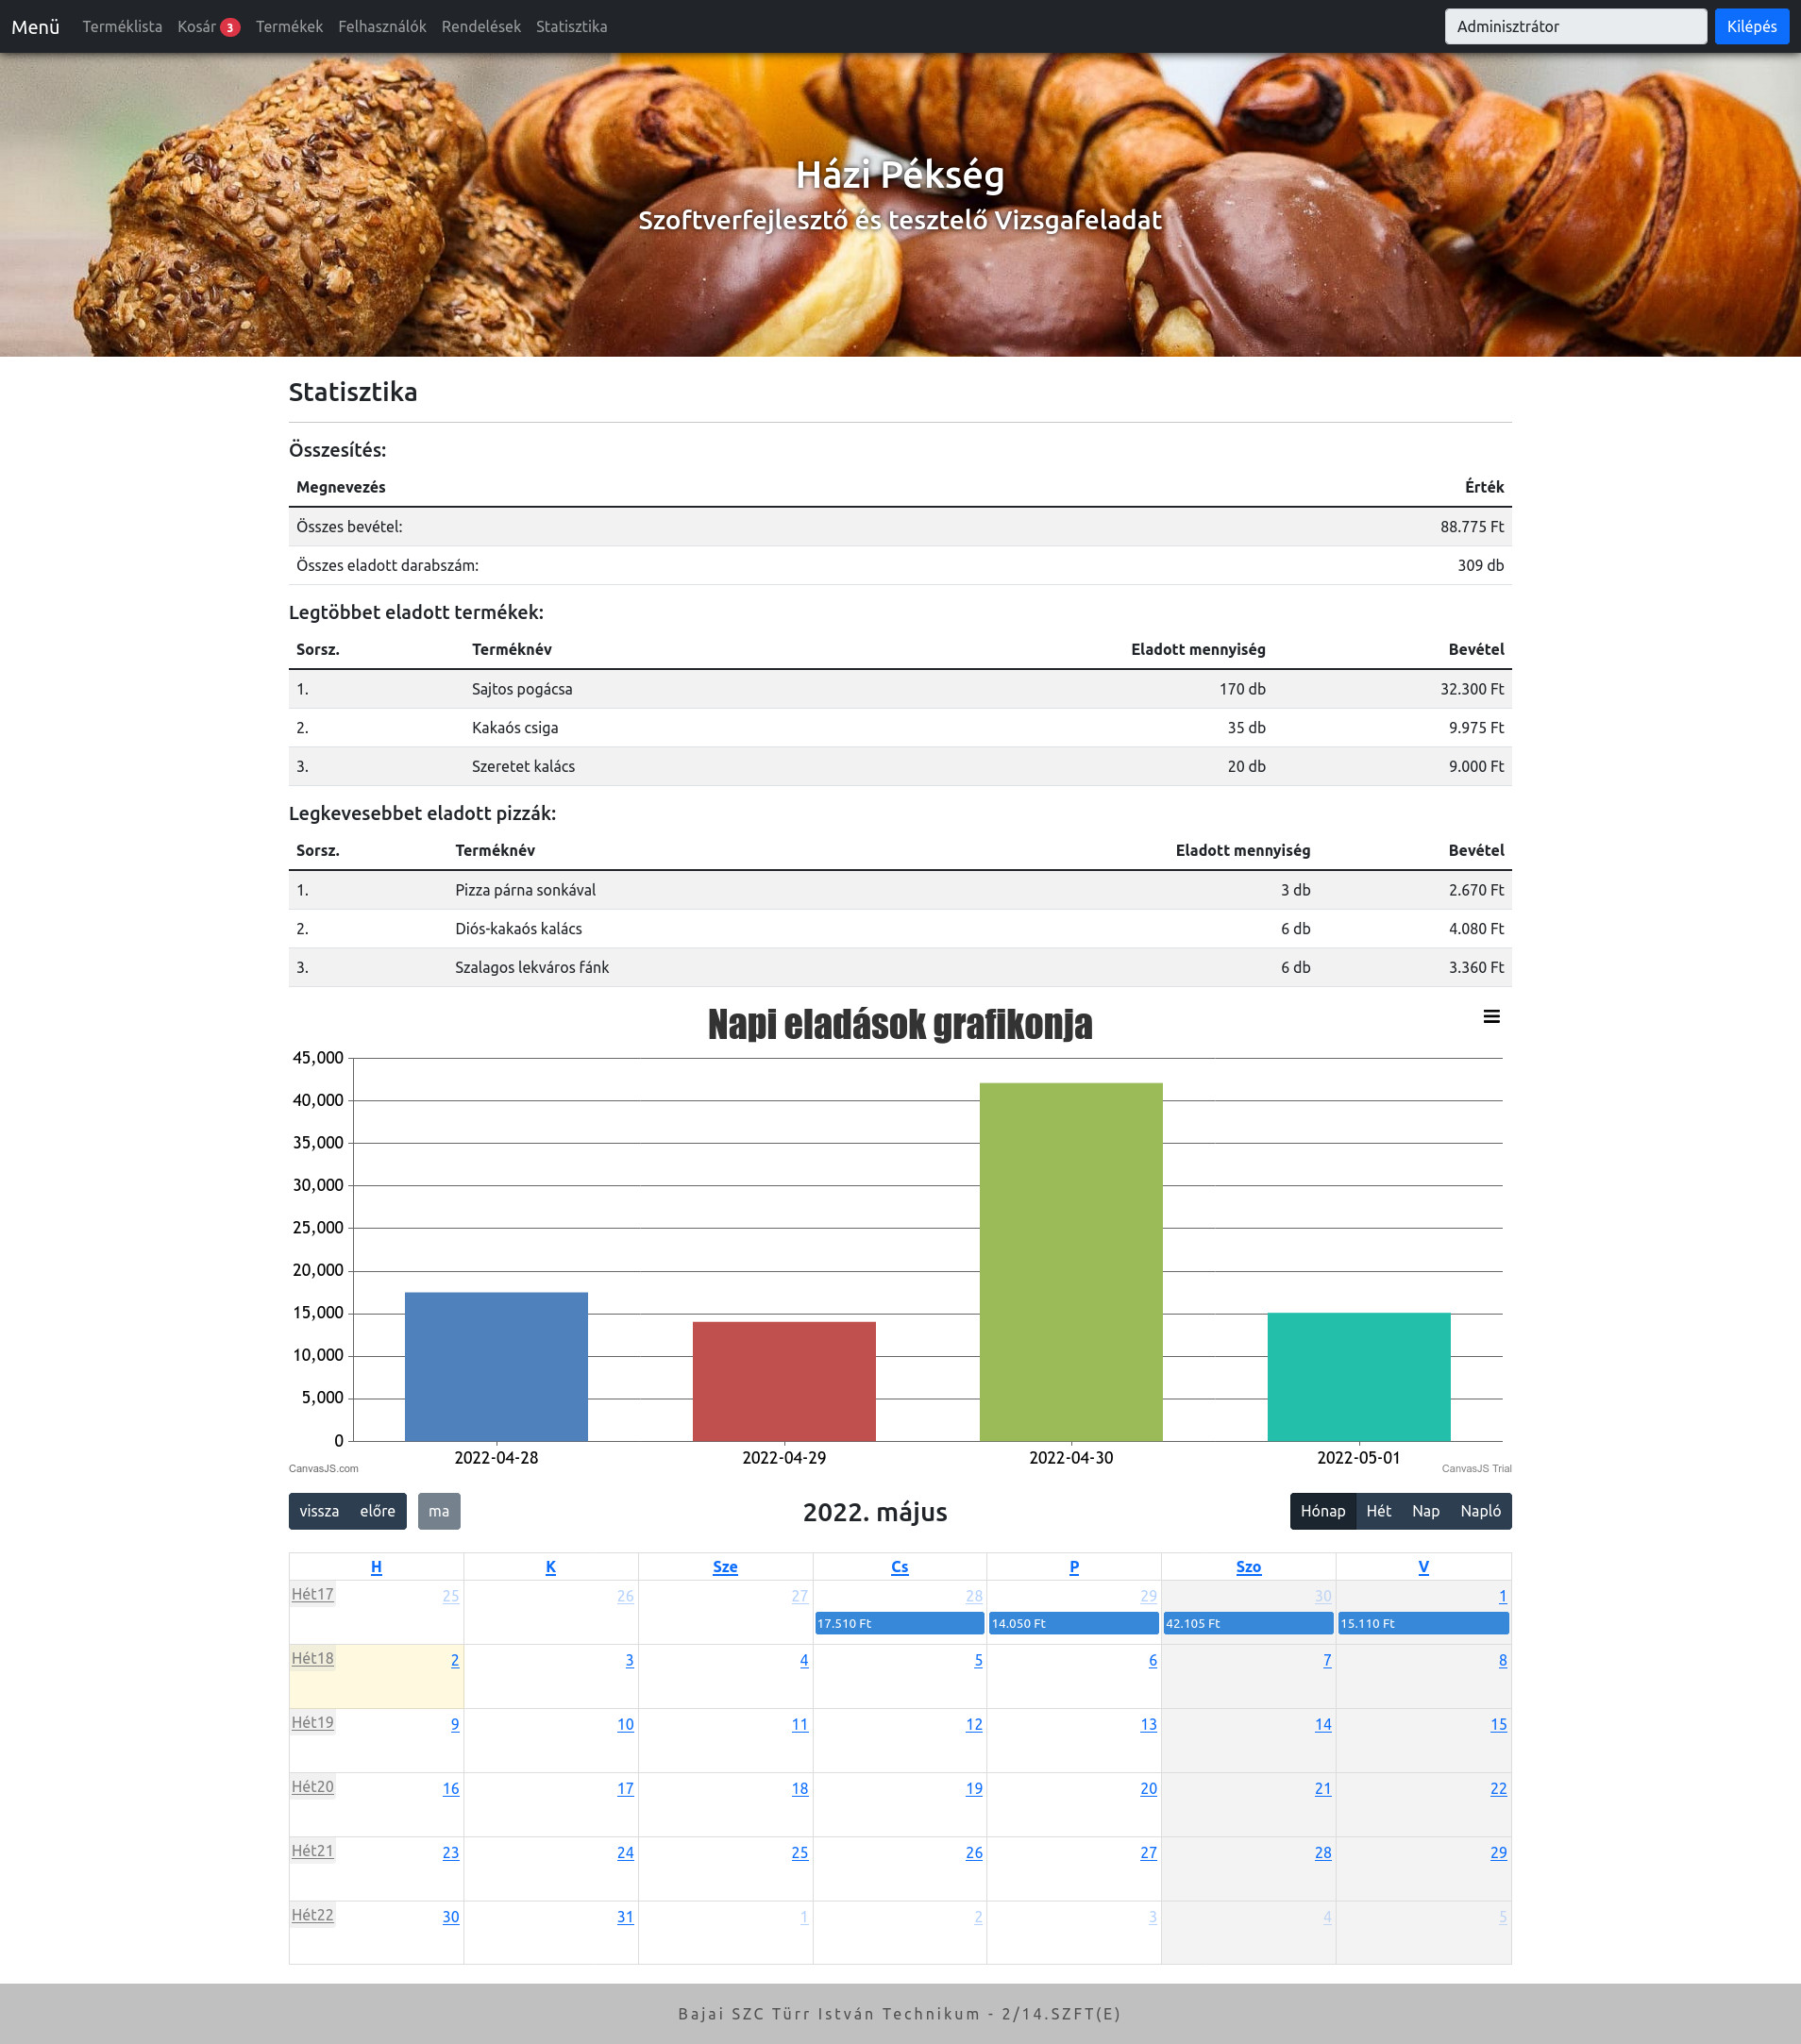 Menü Terméklista Kosár 3 Termékek Felhasználók Rendelések Statisztika Adminisztrátor Kilépés
Házi Pékség
Szoftverfejlesztő és tesztelő Vizsgafeladat
Statisztika
Összesítés:
Megnevezés Érték
Összes bevétel: 88.775 Ft
Összes eladott darabszám: 309 db
Legtöbbet eladott termékek:
Sorsz. Terméknév Eladott mennyiség Bevétel
1. Sajtos pogácsa 170 db 32.300 Ft
2. Kakaós csiga 35 db 9.975 Ft
3. Szeretet kalács 20 db 9.000 Ft
Legkevesebbet eladott pizzák:
Sorsz. Terméknév Eladott mennyiség Bevétel
1. Pizza párna sonkával 3 db 2.670 Ft
2. Diós-kakaós kalács 6 db 4.080 Ft
3. Szalagos lekváros fánk 6 db 3.360 Ft
Napi eladások grafikonja
45,000
40,000
35,000
30,000
25,000
20,000
15,000
10,000
5,000
0
2022-04-28 2022-04-29 2022-04-30 2022-05-01
CanvasJS.com CanvasJS Trial
vissza előre ma 2022. május Hónap Hét Nap Napló
H K Sze Cs P Szo V
Hét17 25 26 27 28 29 30 1
17.510 Ft 14.050 Ft 42.105 Ft 15.110 Ft
Hét18 2 3 4 5 6 7 8
Hét19 9 10 11 12 13 14 15
Hét20 16 17 18 19 20 21 22
Hét21 23 24 25 26 27 28 29
Hét22 30 31 1 2 3 4 5
Bajai SZC Türr István Technikum - 2/14.SZFT(E)